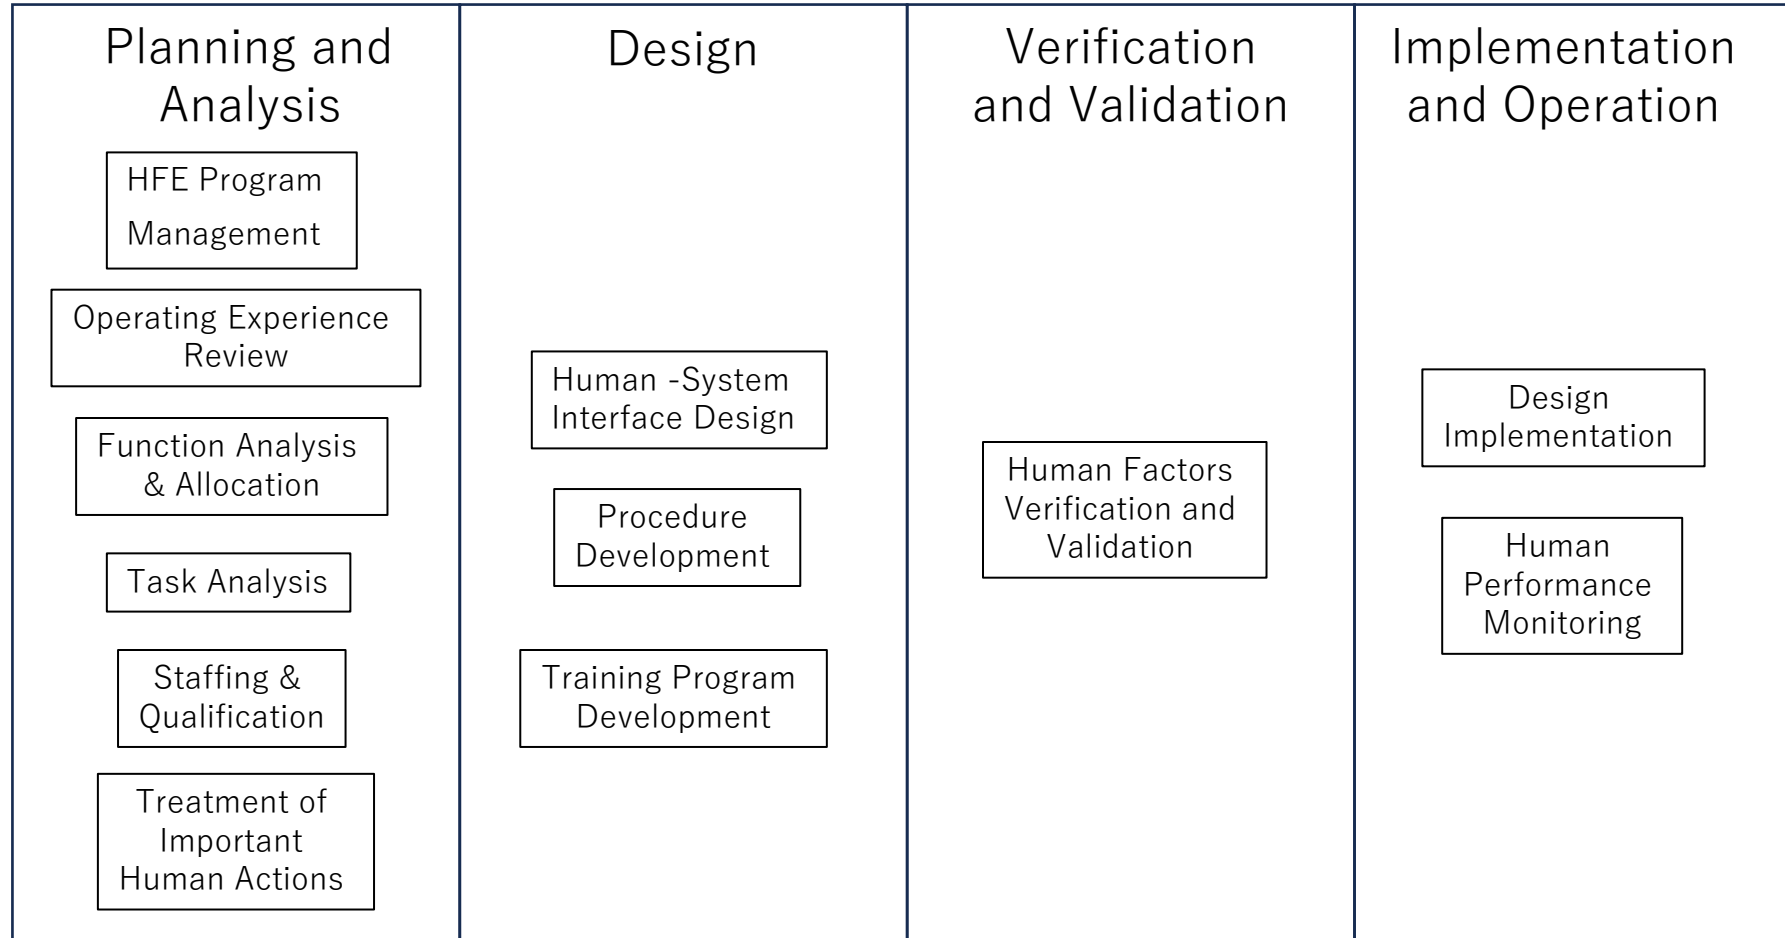 Planning and
Analysis
HFE Program
Management
Operating Experience
Review
Function Analysis
& Allocation
Task Analysis
Staffing &
Qualification
Treatment of
Important
Human Actions
Design
Human -System
Interface Design
Procedure
Development
Training Program
Development
Verification
and Validation
Human Factors
Verification and
Validation
Implementation
and Operation
Design
Implementation
Human
Performance
Monitoring